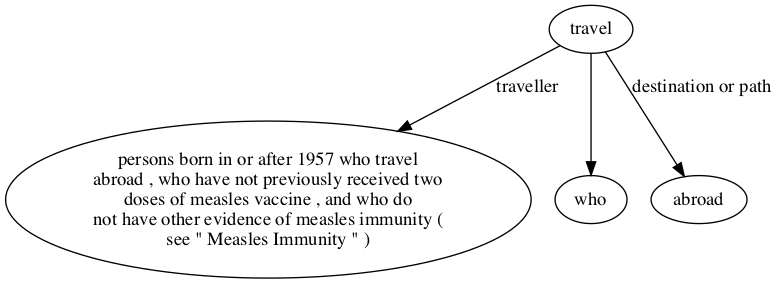 travel
traveller
destination or path
persons born in or after 1957 who travel
abroad , who have not previously received two
doses of measles vaccine , and who do
not have other evidence of measles immunity (
see " Measles Immunity " )
who
abroad